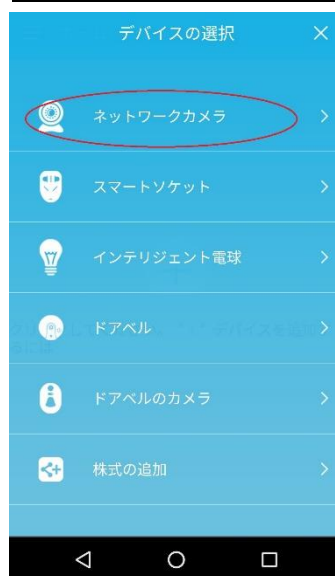 デバイスの選択
ネットワークカメラ
スマートソケット
インテリジェント電球
ドアベル
ドアベルのカメラ
株式の追加